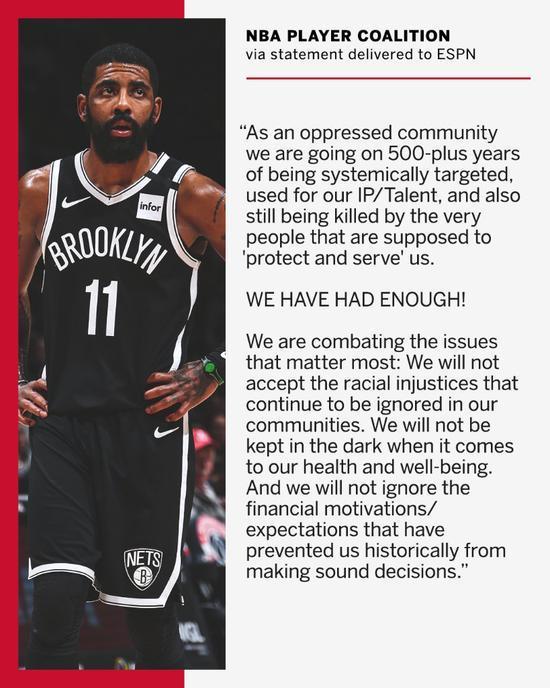 NBA PLAYER COALITION
via statement delivered to ESPN
“As an oppressed community
we are going on 500-plus years
of being systemically targeted,
used for our IP/Talent, and also
still being killed by the very
people that are supposed to
'protect and serve' us.
WE HAVE HAD ENOUGH!
We are combating the issues
that matter most: We will not
accept the racial injustices that
continue to be ignored in our
communities. We will not be
kept in the dark when it comes
to our health and well-being.
And we will not ignore the
financial motivations/
expectations that have
prevented us historically from
making sound decisions.”
infor
BROOKLYN
11
NETS
B